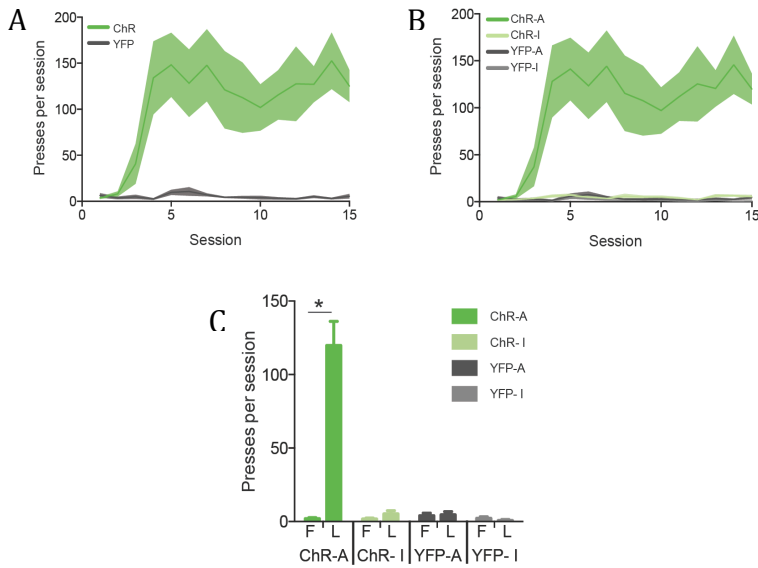 A
Presses per session
200
150
100
50
0
ChR
YFP
0 5 10 15
Session
B
Presses per session
200
150
100
50
0
ChR-A
ChR-I
YFP-A
YFP-I
0 5 10 15
Session
C
Presses per session
150
100
50
0
*
F L F L F L F L
ChR-A ChR- I YFP-A YFP- I
ChR-A
ChR- I
YFP-A
YFP- I